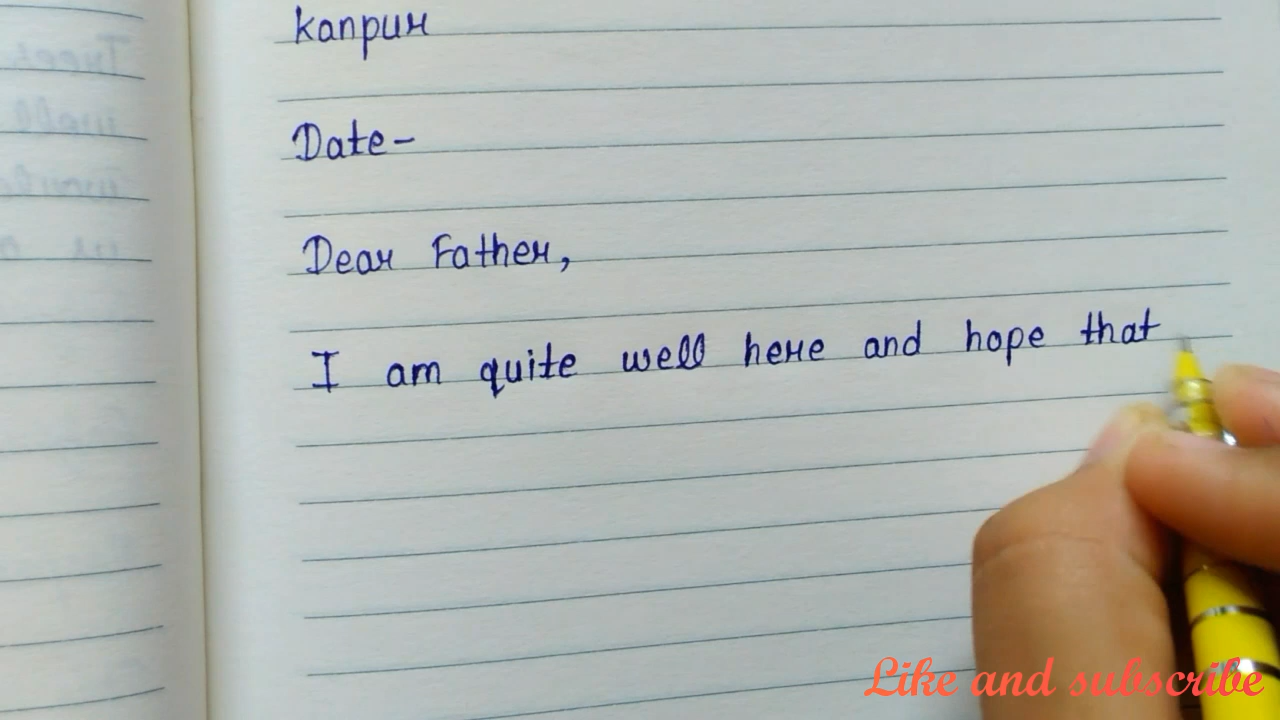 Kanpur
Date-
Dear Father,
I am quite well here and hope that
Like and subscribe